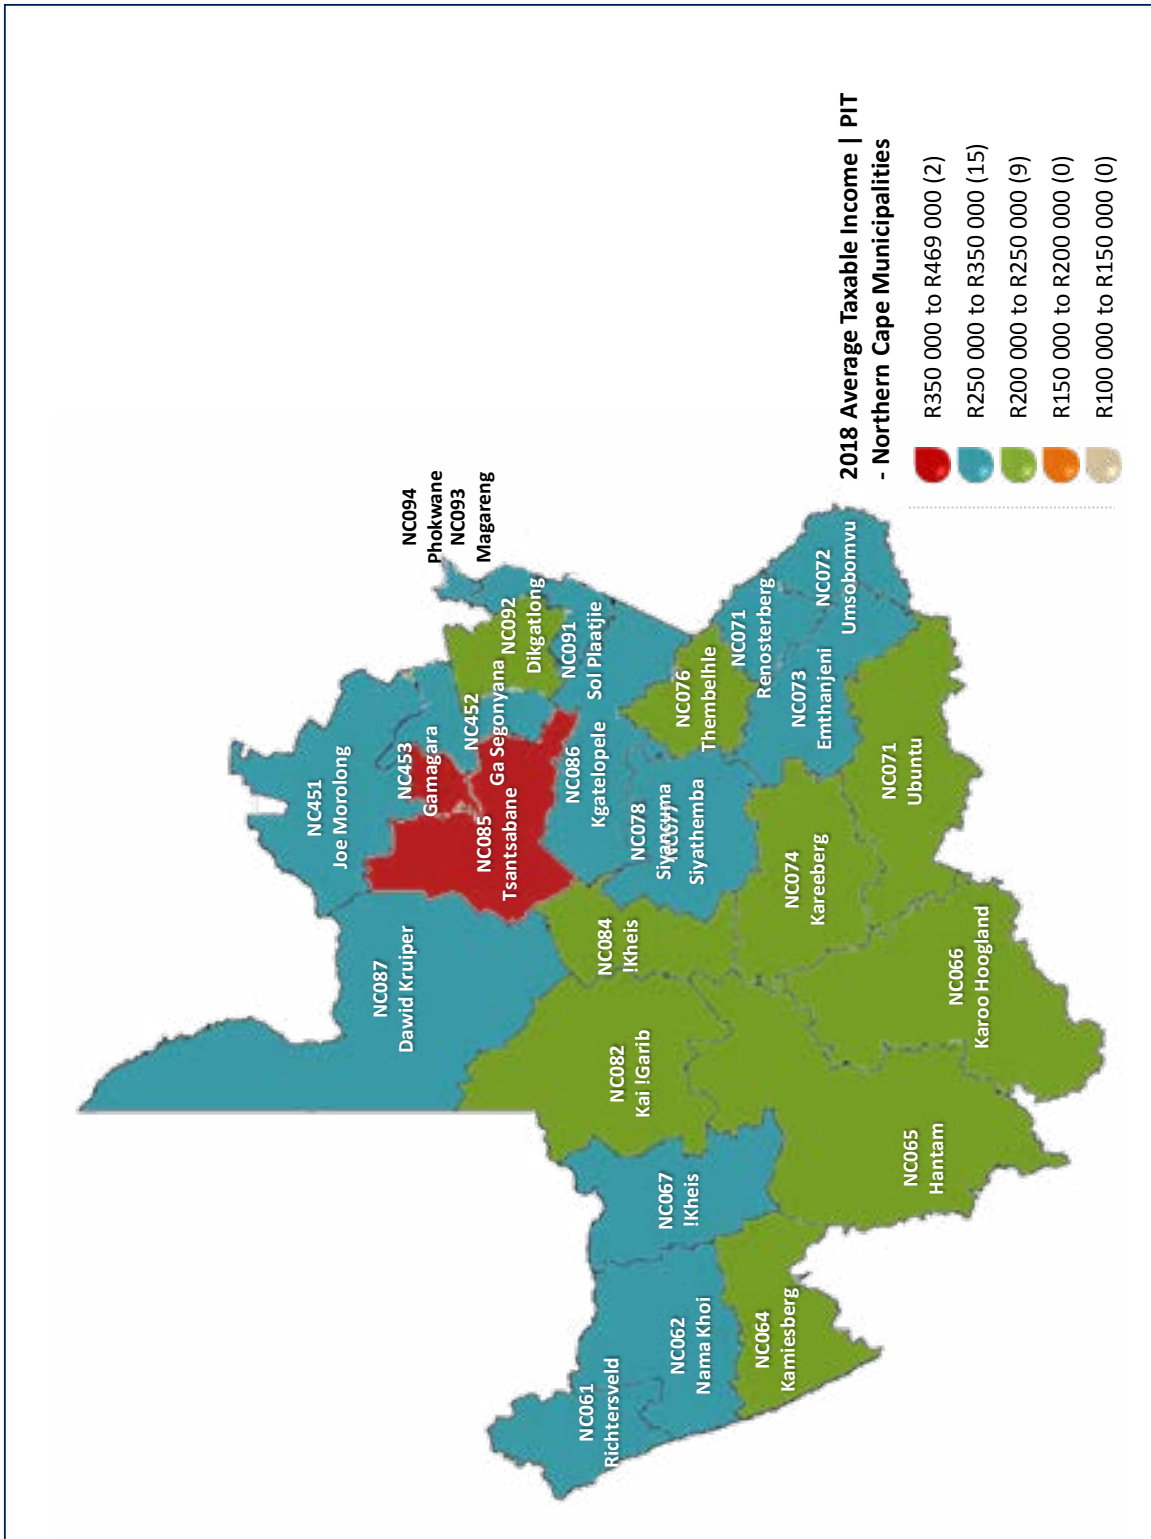 2018 Average Taxable Income | PIT
- Northern Cape Municipalities
R350 000 to R469 000 (2)
R250 000 to R350 000 (15)
R200 000 to R250 000 (9)
R150 000 to R200 000 (0)
R100 000 to R150 000 (0)
NC061
Richtersveld
NC062
Nama Khoi
NC064
Kamiesberg
NC067
!Kheis
NC065
Hantam
NC082
Kai !Garib
NC087
Dawid Kruiper
NC066
Karoo Hoogland
NC084
!Kheis
NC074
Kareeberg
NC085
Tsantsabane
NC451
Joe Morolong
NC453
Gamagara
NC452
Ga Segonyana
NC086
Kgatelopele
NC078
Siyancuma
NC077
Siyathemba
NC071
Ubuntu
NC073
Emthanjeni
NC076
Thembelhle
NC091
Sol Plaatjie
NC092
Dikgatlong
NC071
Renosterberg
NC072
Umsobomvu
NC094
Phokwane
NC093
Magareng